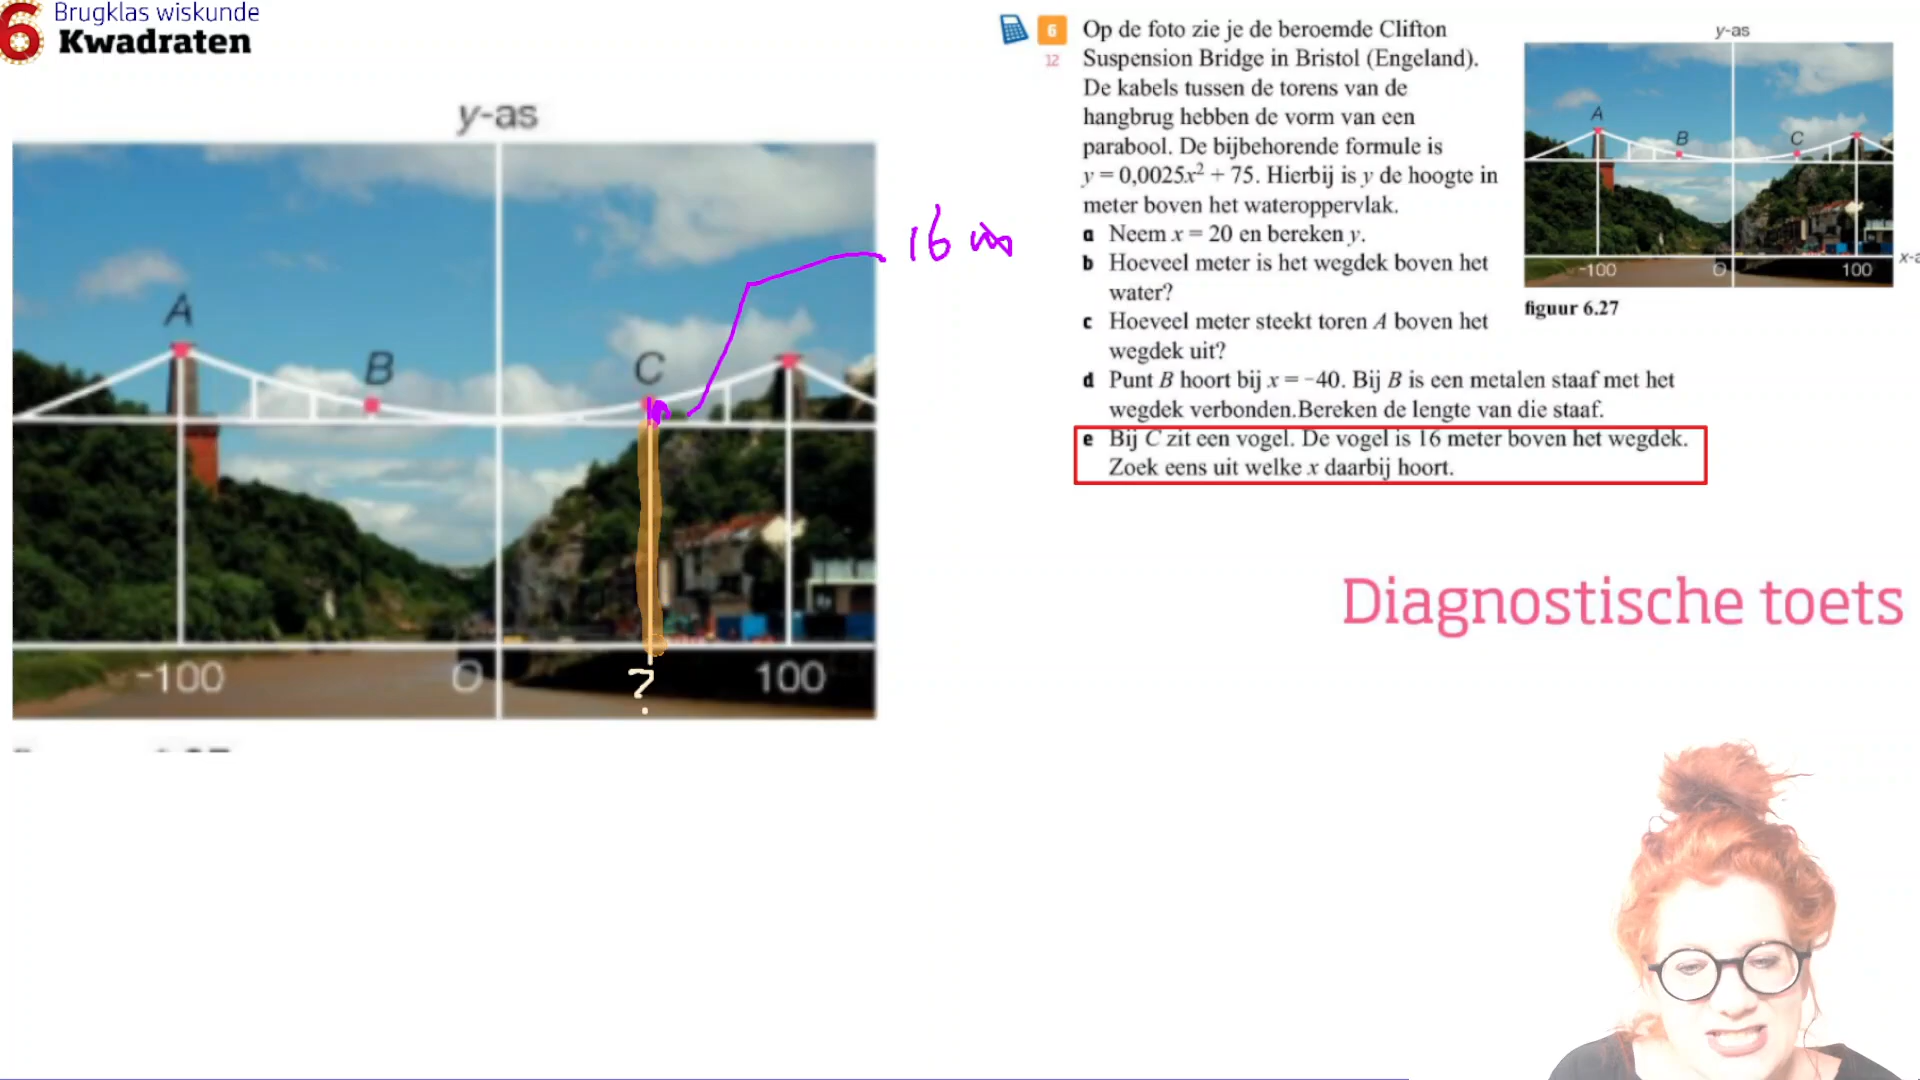 6
Brugklas wiskunde
Kwadraten
y-as
A
B
C
-100
O
?
100
16 m
6
12
Op de foto zie je de beroemde Clifton
Suspension Bridge in Bristol (Engeland).
De kabels tussen de torens van de
hangbrug hebben de vorm van een
parabool. De bijbehorende formule is
y = 0,0025x² + 75. Hierbij is y de hoogte in
meter boven het wateroppervlak.
a Neem x = 20 en bereken y.
b Hoeveel meter is het wegdek boven het
water?
c Hoeveel meter steekt toren A boven het
wegdek uit?
d Punt B hoort bij x = -40. Bij B is een metalen staaf met het
wegdek verbonden.Bereken de lengte van die staaf.
e Bij C zit een vogel. De vogel is 16 meter boven het wegdek.
Zoek eens uit welke x daarbij hoort.
y-as
A
B
C
-100
O
100
figuur 6.27
Diagnostische toets